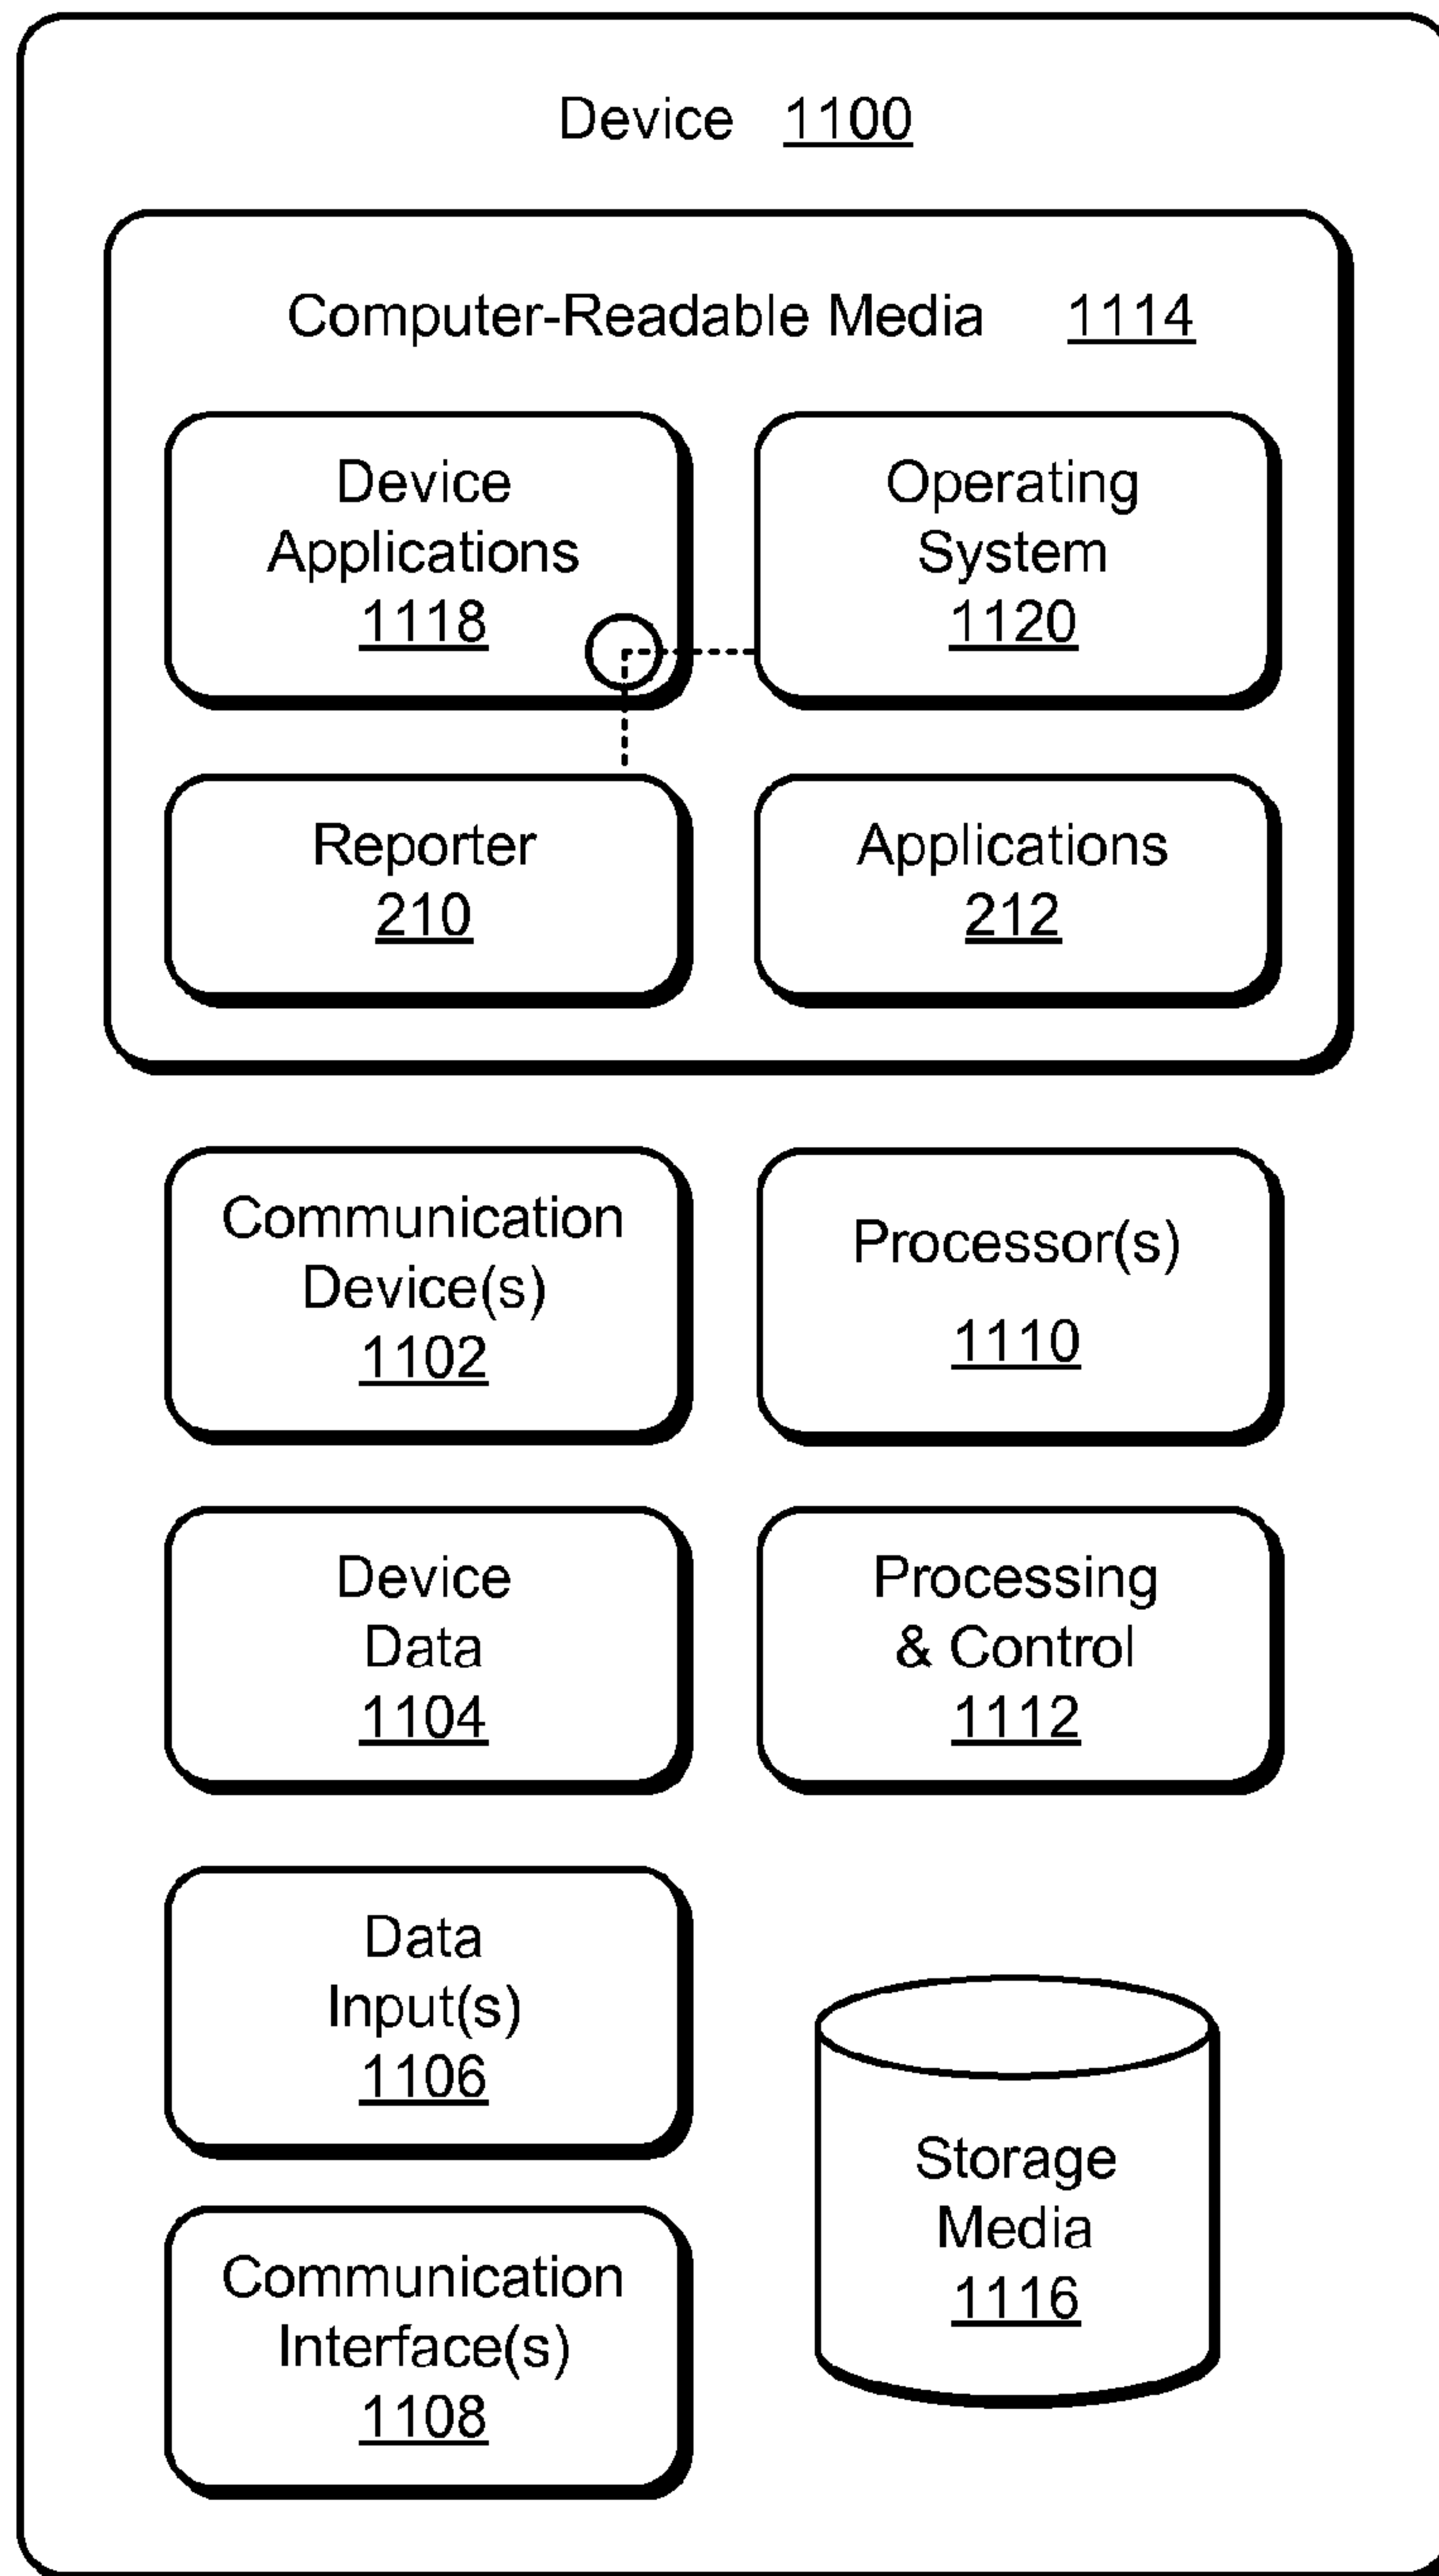 Device 1100
Computer-Readable Media 1114
Device
Applications
1118
Operating
System
1120
Reporter
210
Applications
212
Communication
Device(s)
1102
Processor(s)
1110
Device
Data
1104
Processing
& Control
1112
Data
Input(s)
1106
Storage
Media
1116
Communication
Interface(s)
1108